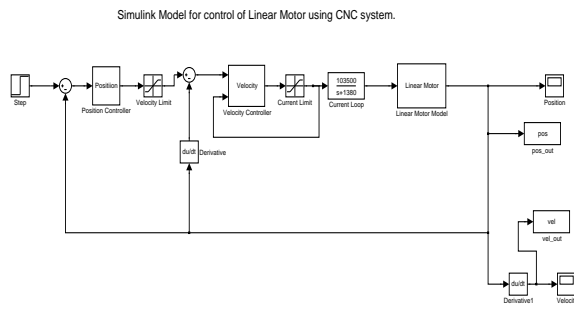 Simulink Model for control of Linear Motor using CNC system.
Step
Position
Position Controller
Velocity Limit
Velocity
Velocity Controller
Current Limit
103500
s+1380
Current Loop
Linear Motor
Linear Motor Model
Position
pos
pos_out
du/dt
Derivative
vel
vel_out
du/dt
Derivative1
Velocit